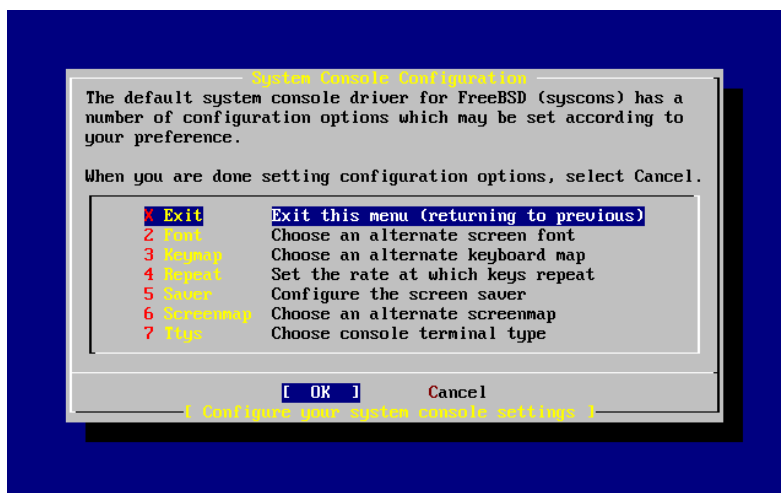 System Console Configuration
The default system console driver for FreeBSD (syscons) has a
number of configuration options which may be set according to
your preference.
When you are done setting configuration options, select Cancel.
X Exit Exit this menu (returning to previous)
2 Font Choose an alternate screen font
3 Keymap Choose an alternate keyboard map
4 Repeat Set the rate at which keys repeat
5 Saver Configure the screen saver
6 Screenmap Choose an alternate screenmap
7 Ttys Choose console terminal type
[ OK ] Cancel
[ Configure your system console settings ]